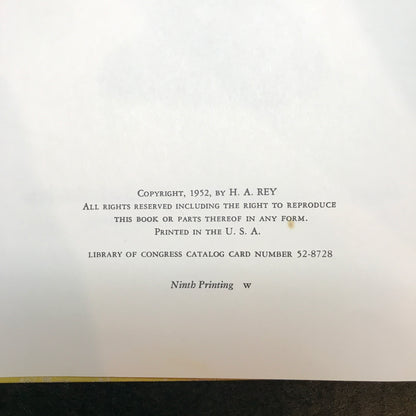 Copyright, 1952, by H. A. REY
All rights reserved including the right to reproduce
this book or parts thereof in any form.
Printed in the U. S. A.
library of congress catalog card number 52-8728
Ninth Printing w